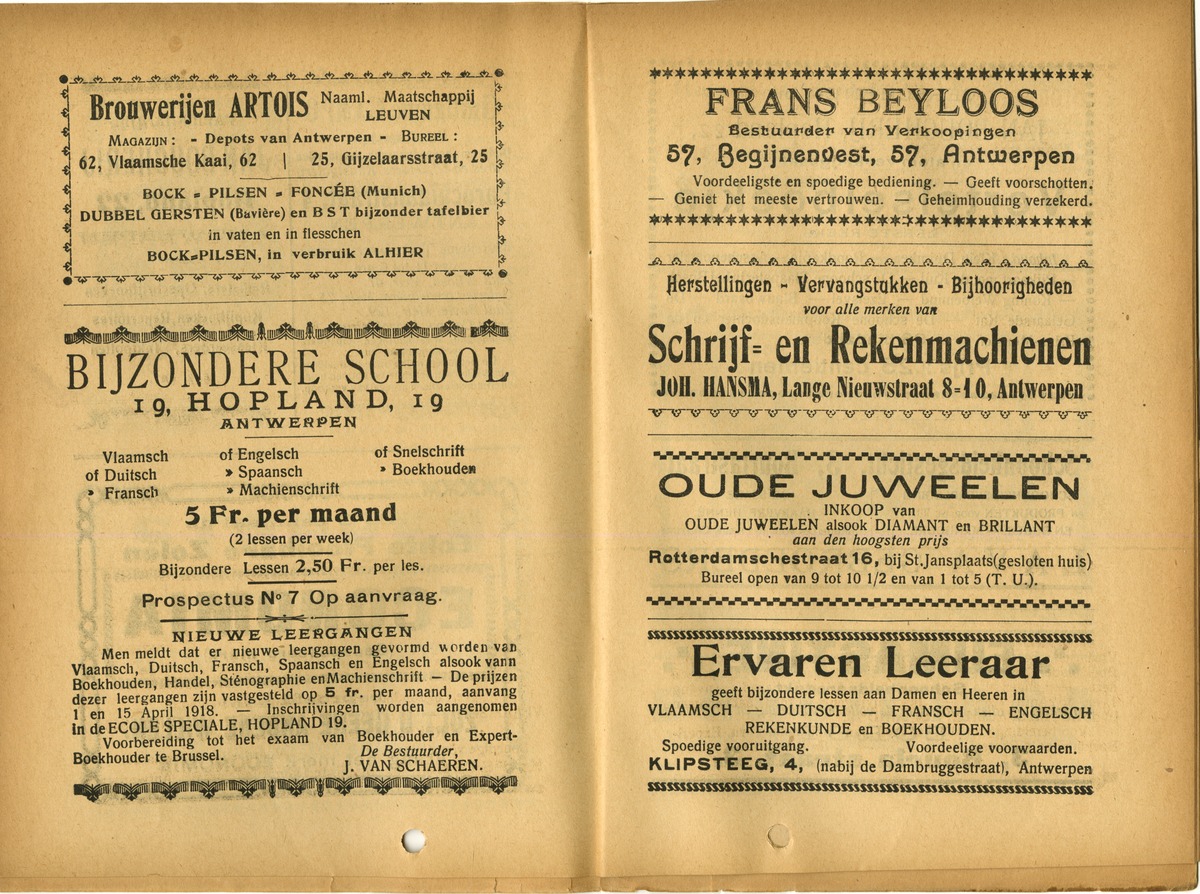 Brouwerijen ARTOIS Naaml. Maatschappij LEUVEN
MAGAZIJN : - Depots van Antwerpen - BUREEL :
62, Vlaamsche Kaai, 62 | 25, Gijzelaarsstraat, 25
BOCK = PILSEN = FONCÉE (Munich)
DUBBEL GERSTEN (Bavière) en B S T bijzonder tafelbier
in vaten en in flesschen
BOCK=PILSEN, in verbruik ALHIER
BIJZONDERE SCHOOL
19, HOPLAND, 19
ANTWERPEN
Vlaamsch of Engelsch of Snelschrift
of Duitsch » Spaansch » Boekhouden
» Fransch » Machienschrift
5 Fr. per maand
(2 lessen per week)
Bijzondere Lessen 2,50 Fr. per les.
Prospectus No 7 Op aanvraag.
NIEUWE LEERGANGEN
Men meldt dat er nieuwe leergangen gevormd worden van
Vlaamsch, Duitsch, Fransch, Spaansch en Engelsch alsook vann
Boekhouden, Handel, Sténographie enMachienschrift — De prijzen
dezer leergangen zijn vastgesteld op 5 fr. per maand, aanvang
1 en 15 April 1918. — Inschrijvingen worden aangenomen
In de ECOLE SPECIALE, HOPLAND 19.
Voorbereiding tot het exaam van Boekhouder en Expert-
Boekhouder te Brussel.
De Bestuurder,
J. VAN SCHAEREN.
FRANS BEYLOOS
Bestuurder van Verkoopingen
57, Begijnenvest, 57, Antwerpen
Voordeeligste en spoedige bediening. — Geeft voorschotten.
— Geniet het meeste vertrouwen. — Geheimhouding verzekerd.
Herstellingen - Vervangstukken - Bijhoorigheden
voor alle merken van
Schrijf= en Rekenmachienen
JOH. HANSMA, Lange Nieuwstraat 8=10, Antwerpen
OUDE JUWEELEN
INKOOP van
OUDE JUWEELEN alsook DIAMANT en BRILLANT
aan den hoogsten prijs
Rotterdamschestraat 16, bij St.Jansplaats(gesloten huis)
Bureel open van 9 tot 10 1/2 en van 1 tot 5 (T. U.).
Ervaren Leeraar
geeft bijzondere lessen aan Damen en Heeren in
VLAAMSCH — DUITSCH — FRANSCH — ENGELSCH
REKENKUNDE en BOEKHOUDEN.
Spoedige vooruitgang. Voordeelige voorwaarden.
KLIPSTEEG, 4, (nabij de Dambruggestraat), Antwerpen